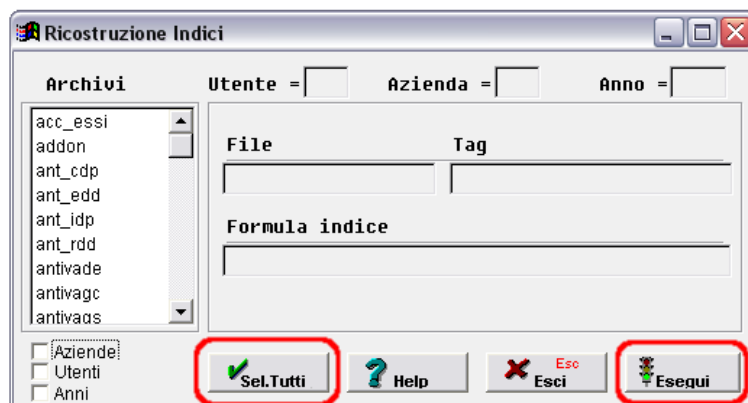 Ricostruzione Indici
Archivi
Utente =
Azienda =
Anno =
acc_essi
addon
ant_cdp
ant_edd
ant_idp
ant_rdd
antivade
antivagc
antivags
File
Tag
Formula indice
Aziende
Utenti
Anni
Sel.Tutti
Help
Esc
Esci
Esegui